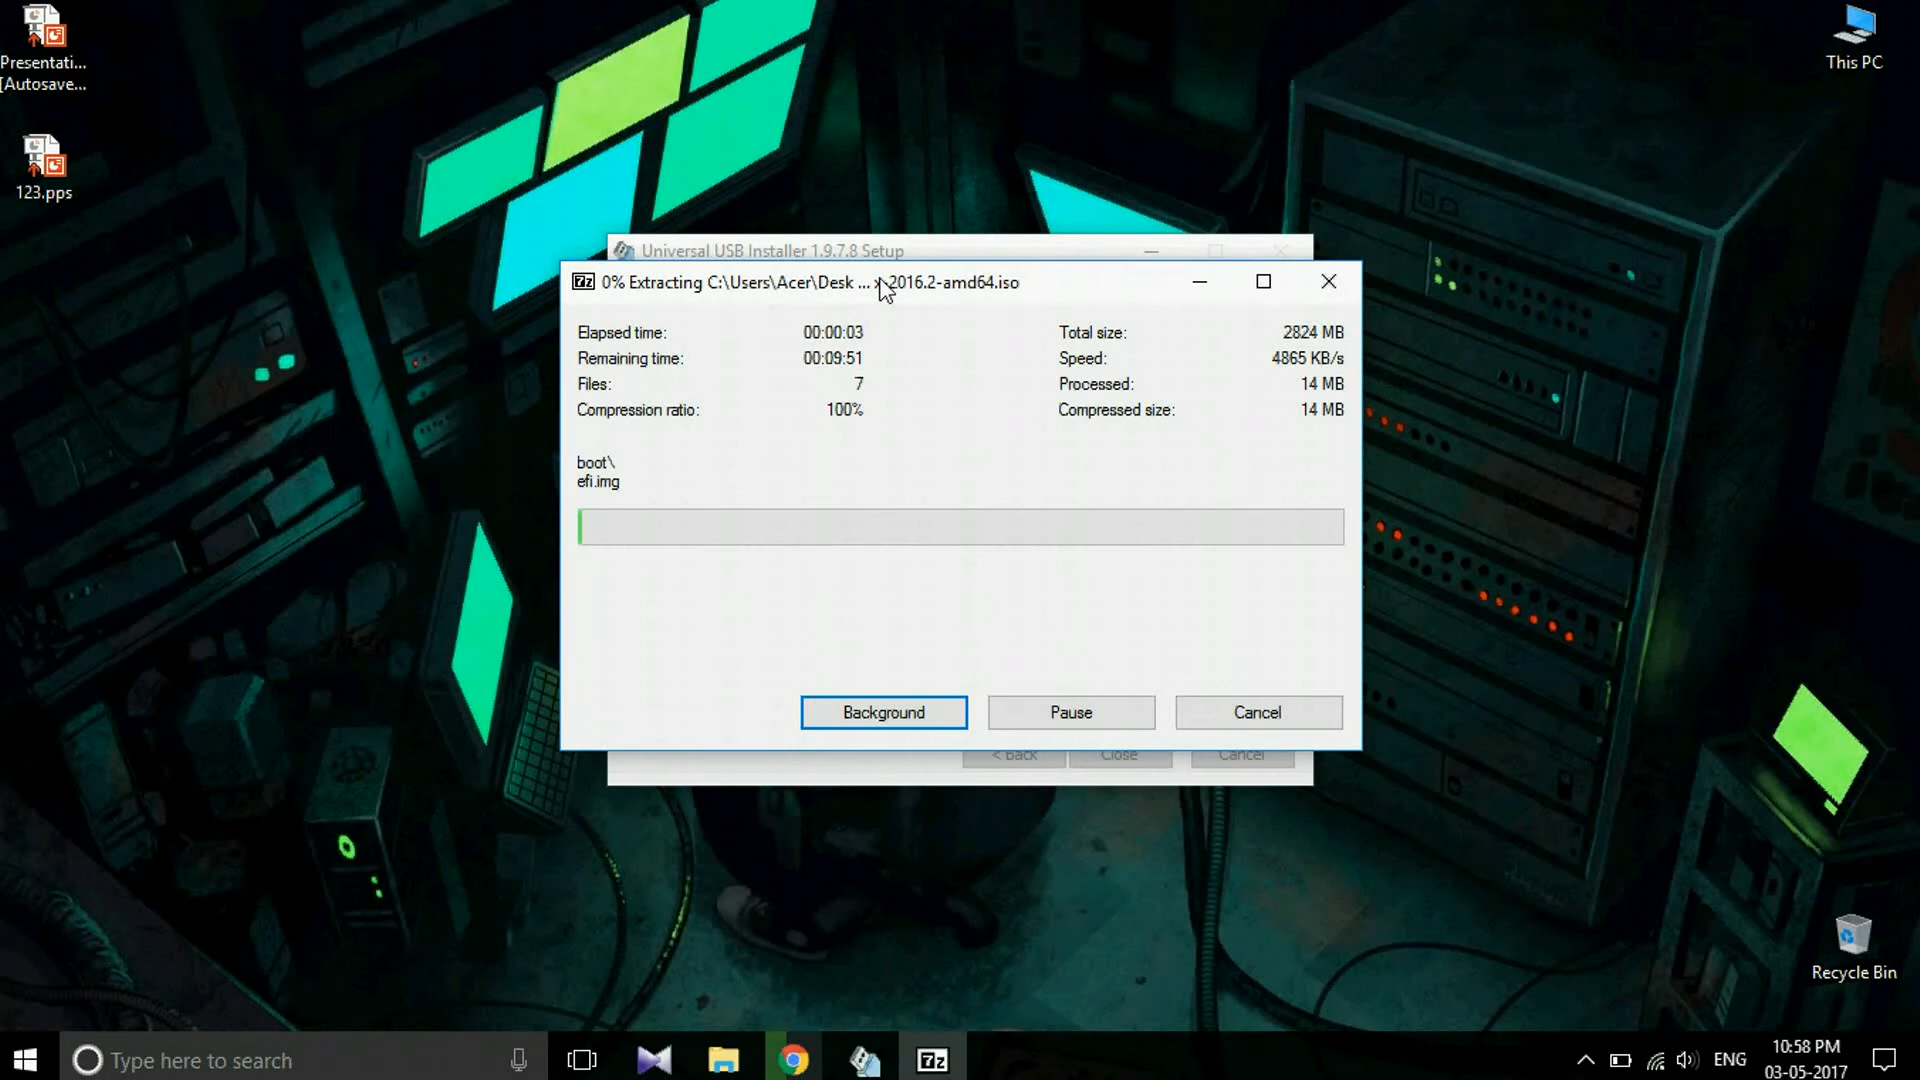 Presentati...
[Autosave...
123.pps
This PC
Universal USB Installer 1.9.7.8 Setup
7z 0% Extracting C:\Users\Acer\Desk ... 2016.2-amd64.iso
Elapsed time: 00:00:03 Total size: 2824 MB
Remaining time: 00:09:51 Speed: 4865 KB/s
Files: 7 Processed: 14 MB
Compression ratio: 100% Compressed size: 14 MB
boot\
efi.img
Background Pause Cancel
< Back Close Cancel
Recycle Bin
Type here to search
7z
ENG
10:58 PM
03-05-2017